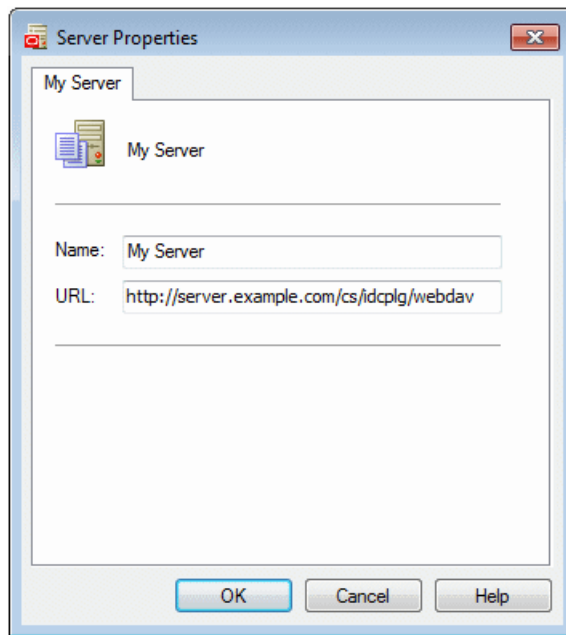 Server Properties
My Server
My Server
Name: My Server
URL: http://server.example.com/cs/idcplg/webdav
OK Cancel Help